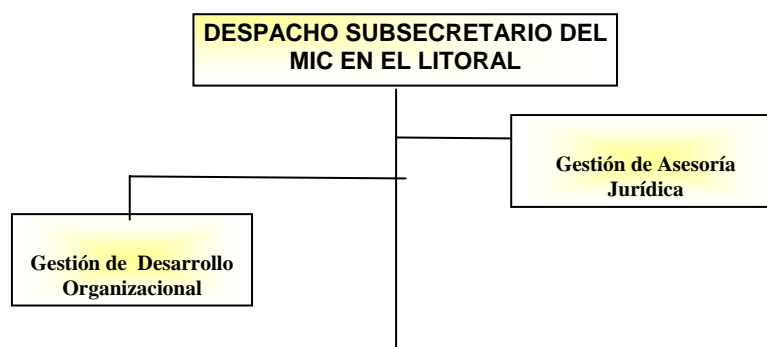 DESPACHO SUBSECRETARIO DEL
MIC EN EL LITORAL
Gestión de Asesoría
Jurídica
Gestión de Desarrollo
Organizacional